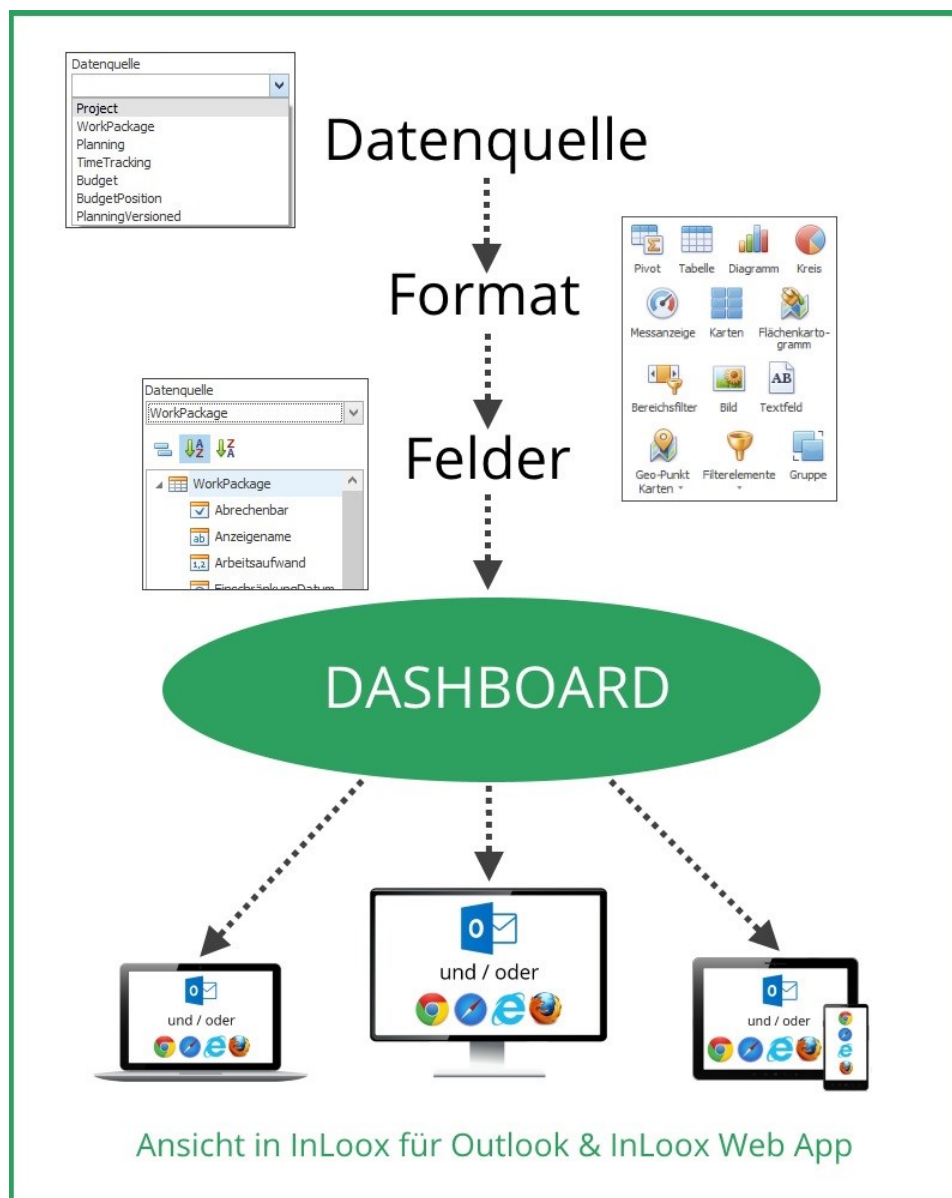 Datenquelle
Project
WorkPackage
Planning
TimeTracking
Budget
BudgetPosition
PlanningVersioned
Datenquelle
Format
Pivot Tabelle Diagramm Kreis
Messanzeige Karten Flächenkarto-
gramm
Bereichsfilter Bild AB Textfeld
Geo-Punkt Filterelemente Gruppe
Karten
Datenquelle
WorkPackage
A Z Z A
WorkPackage
Abrechenbar
ab Anzeigename
1,2 Arbeitsaufwand
EinschränkungDatum
Felder
DASHBOARD
und / oder
und / oder
und / oder
Ansicht in InLoox für Outlook & InLoox Web App